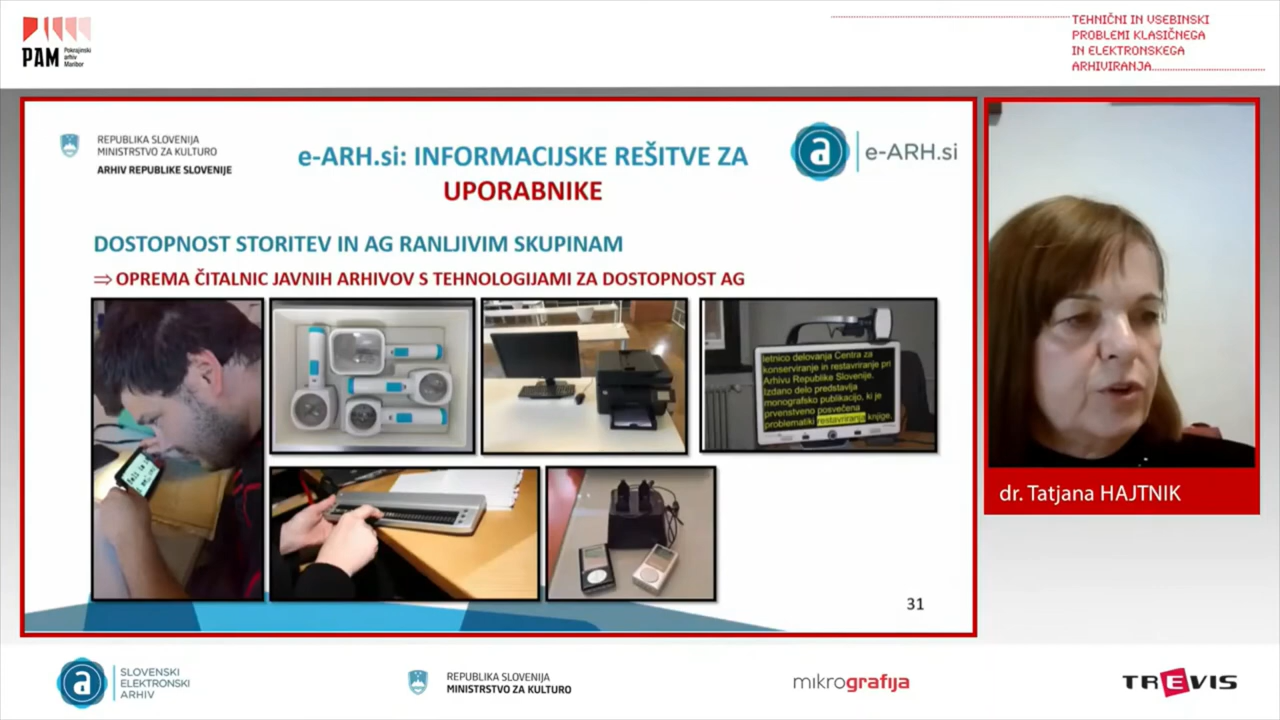 PAM Pokrajinski
arhiv
Maribor
TEHNIČNI IN VSEBINSKI
PROBLEMI KLASIČNEGA
IN ELEKTRONSKEGA
ARHIVIRANJA
REPUBLIKA SLOVENIJA
MINISTRSTVO ZA KULTURO
ARHIV REPUBLIKE SLOVENIJE
e-ARH.si: INFORMACIJSKE REŠITVE ZA
UPORABNIKE
a e-ARH.si
DOSTOPNOST STORITEV IN AG RANLJIVIM SKUPINAM
⇒ OPREMA ČITALNIC JAVNIH ARHIVOV S TEHNOLOGIJAMI ZA DOSTOPNOST AG
letnico delovanja Centra za
konserviranje in restavriranje pri
Arhivu Republike Slovenije.
Izdano delo predstavlja
monografsko publikacijo, ki je
prvenstveno posvečena
problematiki restavriranja knjige,
dr. Tatjana HAJTNIK
31
a SLOVENSKI
ELEKTRONSKI
ARHIV
REPUBLIKA SLOVENIJA
MINISTRSTVO ZA KULTURO
mikrografija
TREVIS